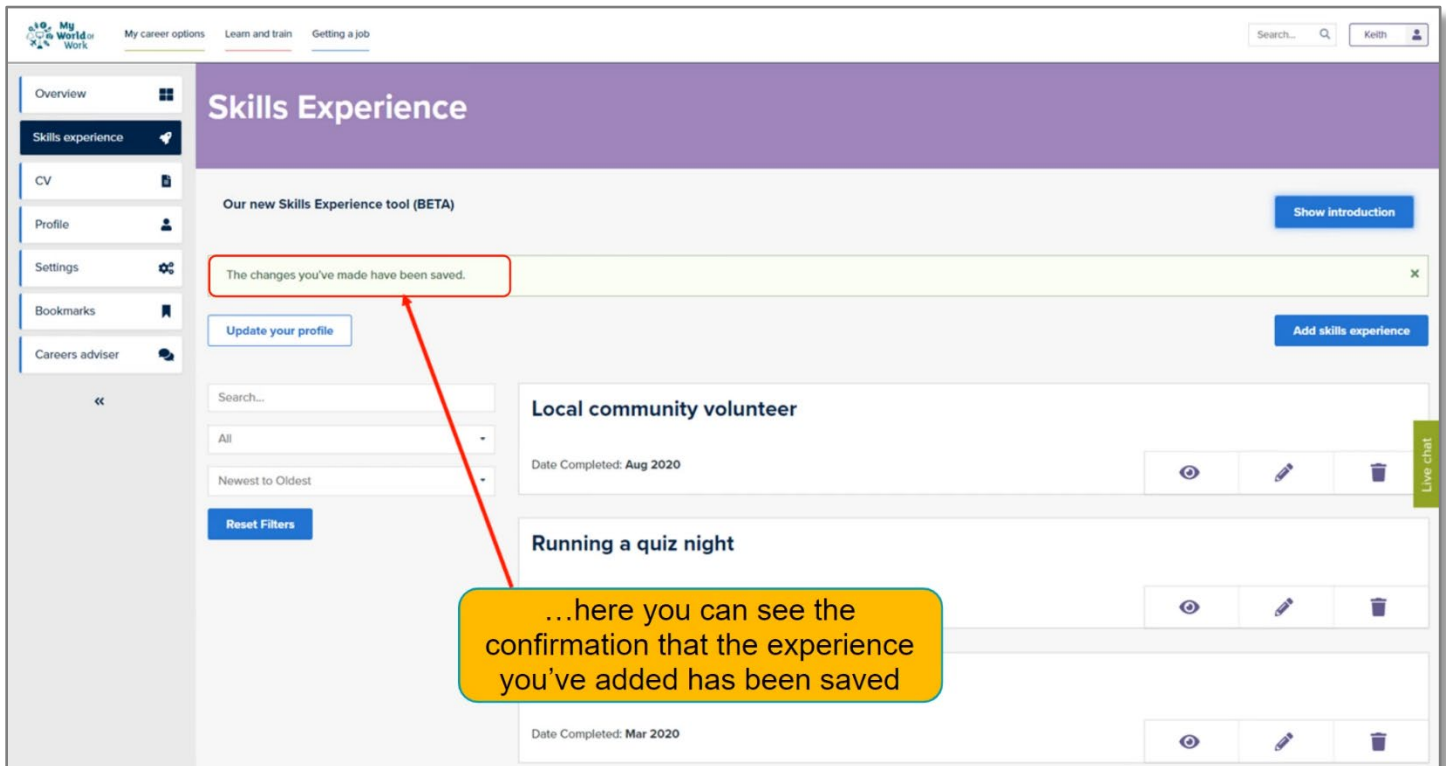 My
World of
Work
My career options
Learn and train
Getting a job
Search...
Keith
Overview
Skills experience
CV
Profile
Settings
Bookmarks
Careers adviser
«
Skills Experience
Our new Skills Experience tool (BETA)
Show introduction
The changes you've made have been saved.
×
Update your profile
Add skills experience
Search...
All
Newest to Oldest
Reset Filters
Local community volunteer
Date Completed: Aug 2020
Running a quiz night
Date Completed: Mar 2020
Live chat
…here you can see the
confirmation that the experience
you’ve added has been saved